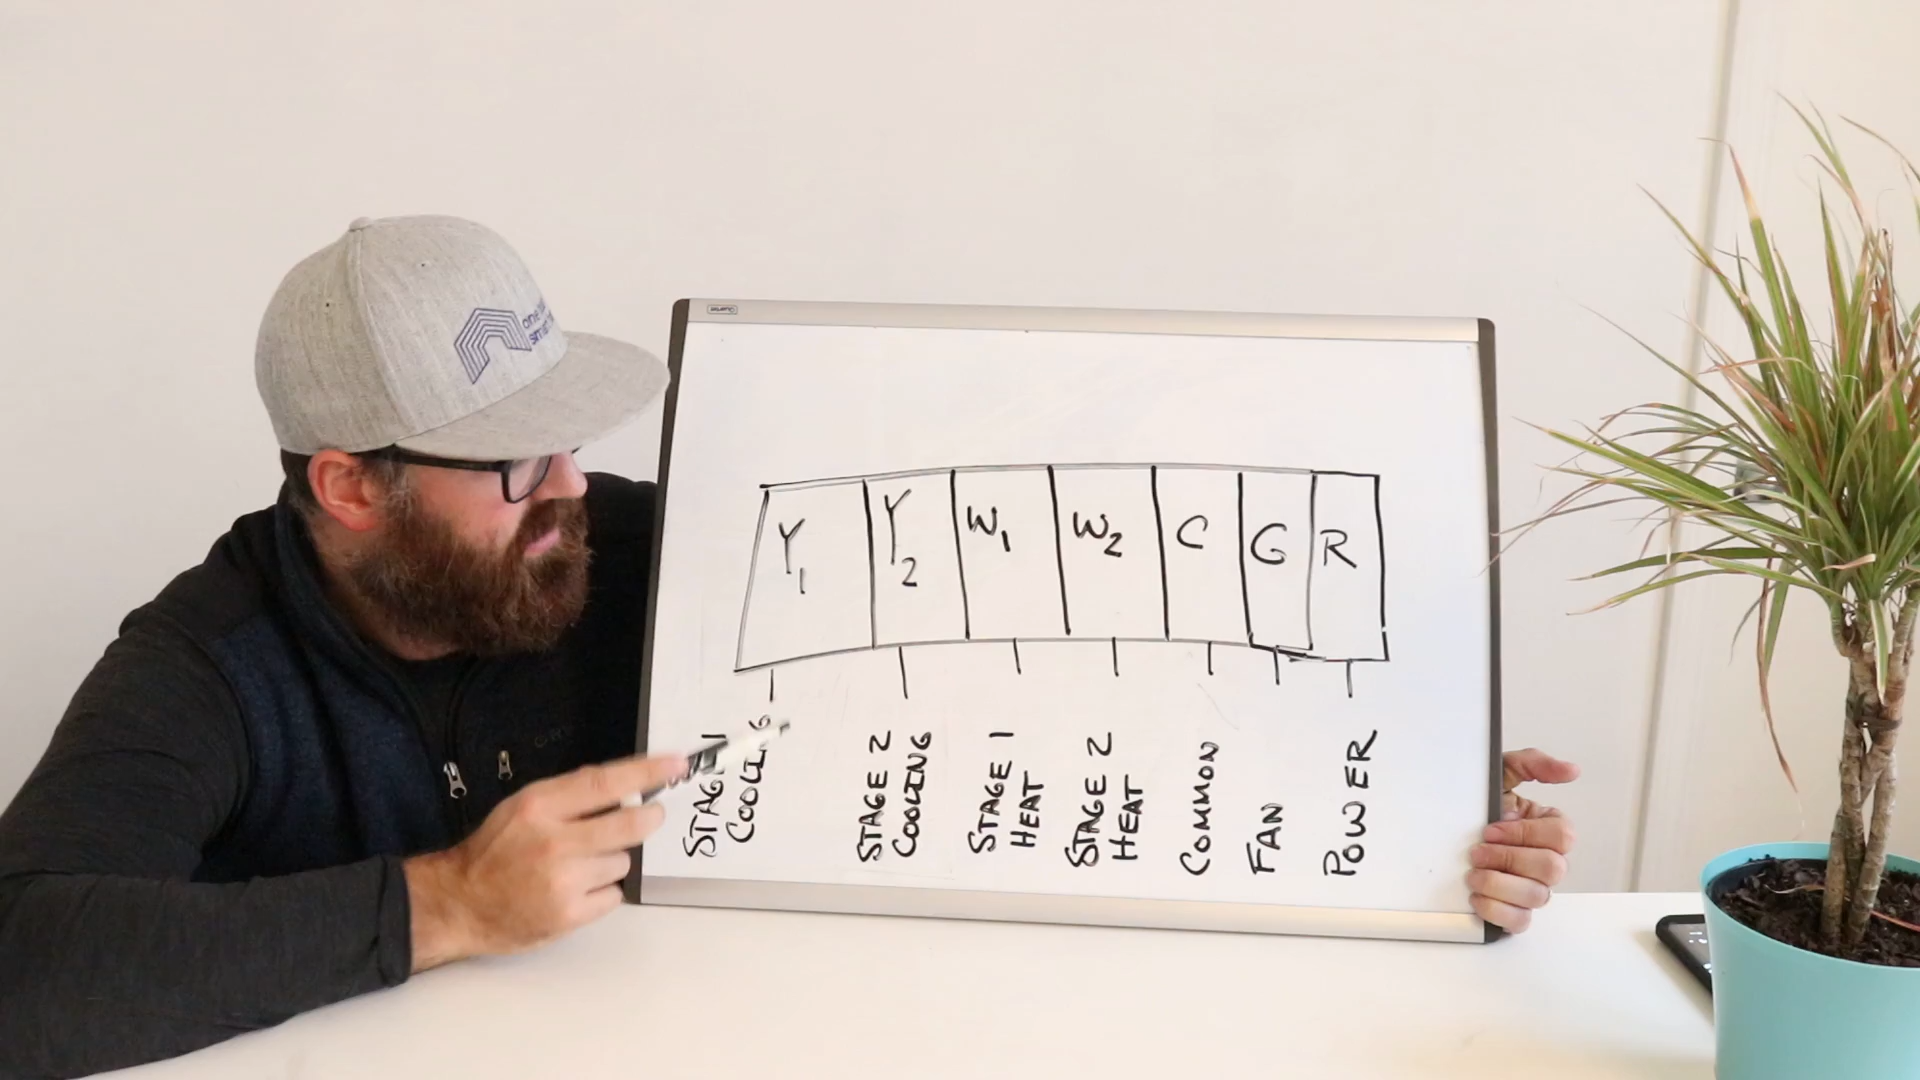 Quartet
Y1
Y2
W1
W2
C
G
R
STAGE 1
COOLING
STAGE 2
COOLING
STAGE 1
HEAT
STAGE 2
HEAT
COMMON
FAN
POWER